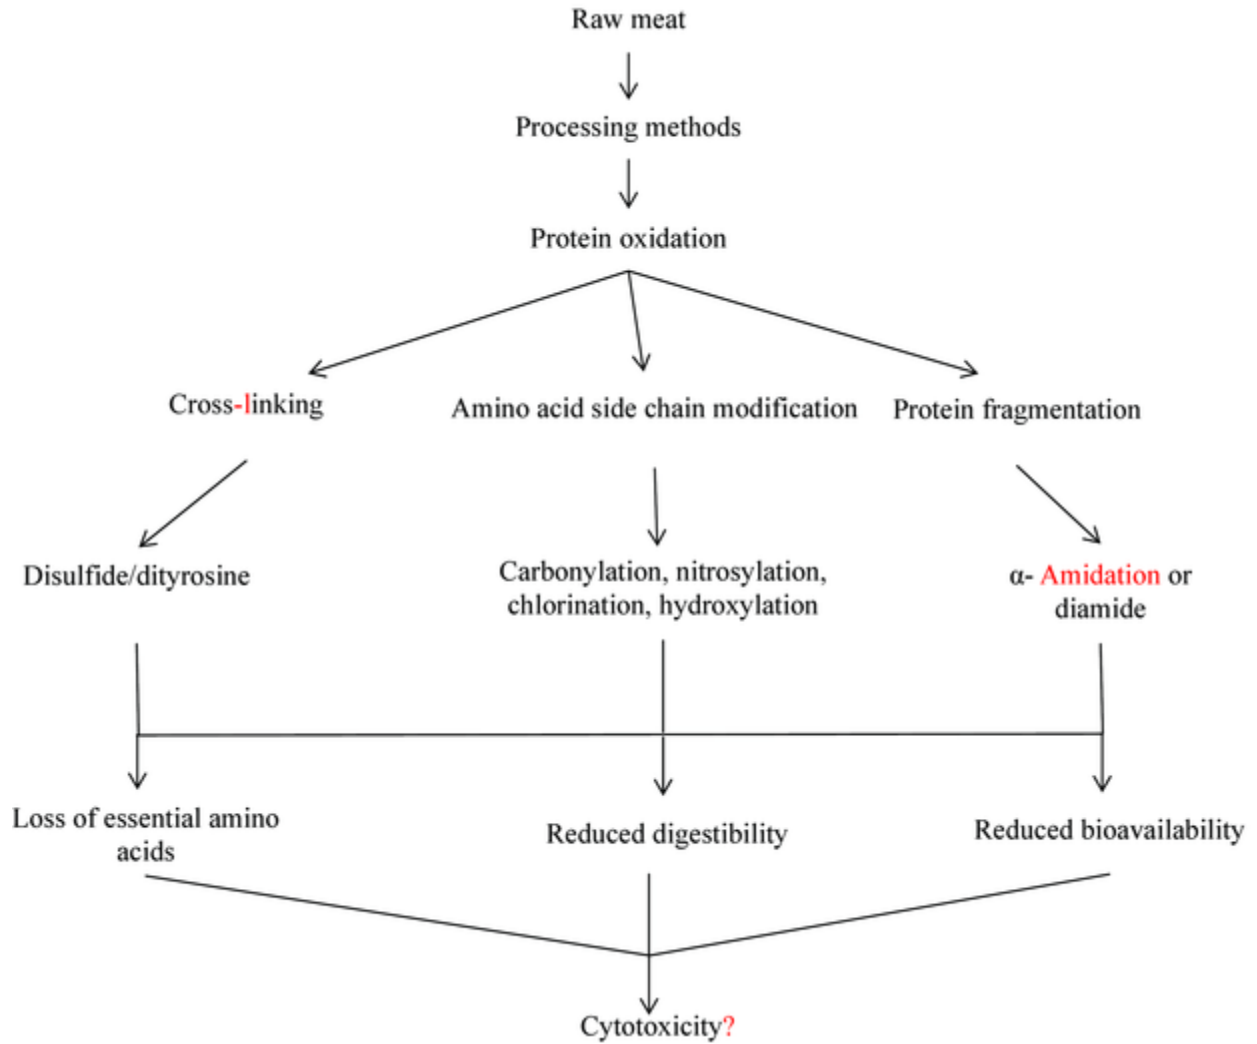 Raw meat
Processing methods
Protein oxidation
Cross-linking
Amino acid side chain modification
Protein fragmentation
Disulfide/dityrosine
Carbonylation, nitrosylation,
chlorination, hydroxylation
α- Amidation or
diamide
Loss of essential amino
acids
Reduced digestibility
Reduced bioavailability
Cytotoxicity?